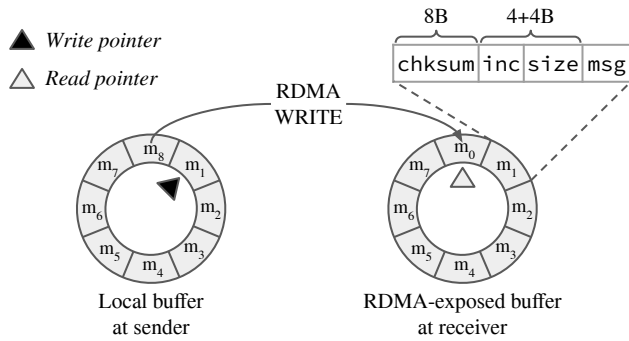 8B 4+4B
Write pointer
chksum inc size msg
Read pointer
RDMA
WRITE
m8
m1
m2
m3
m4
m5
m6
m7
m0
m1
m2
m3
m4
m5
m6
m7
Local buffer
at sender
RDMA-exposed buffer
at receiver